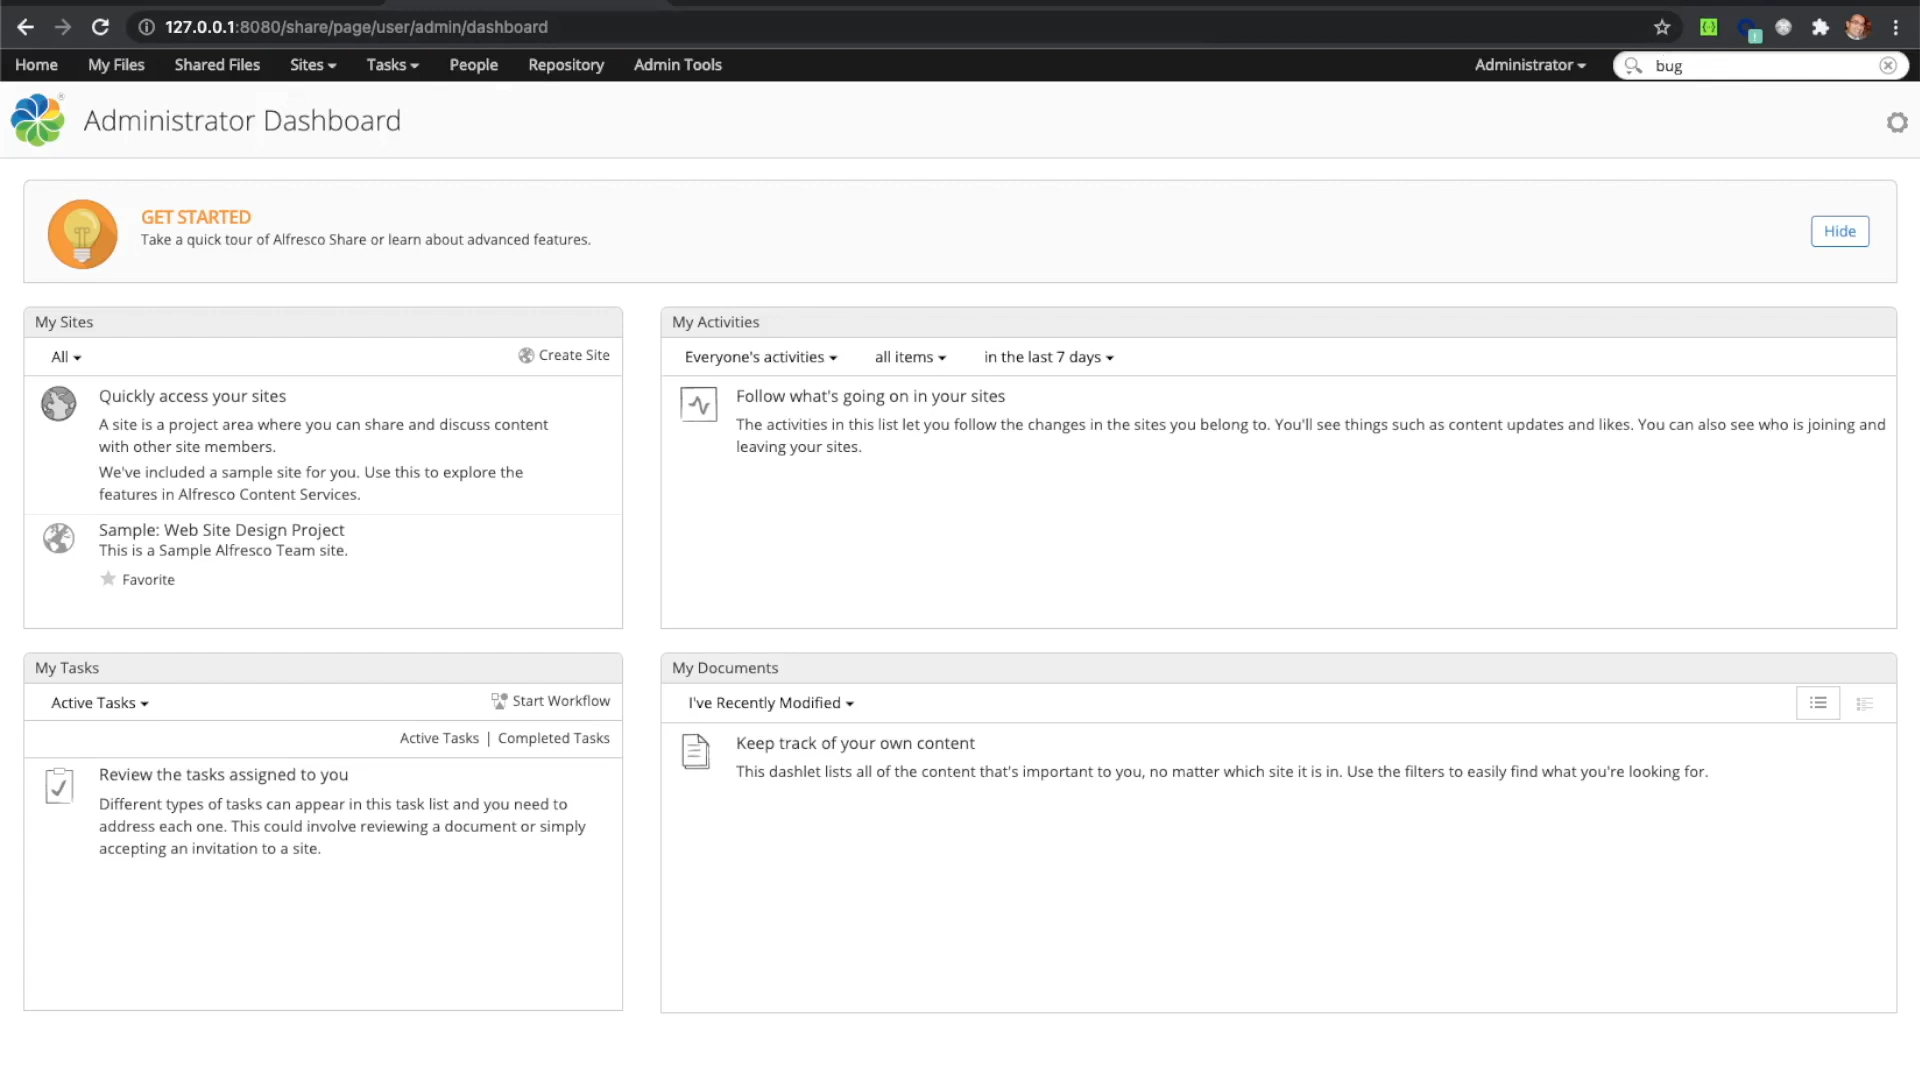 127.0.0.1:8080/share/page/user/admin/dashboard
Home My Files Shared Files Sites Tasks People Repository Admin Tools Administrator bug
Administrator Dashboard
GET STARTED
Take a quick tour of Alfresco Share or learn about advanced features.
Hide
My Sites
All Create Site
Quickly access your sites
A site is a project area where you can share and discuss content
with other site members.
We've included a sample site for you. Use this to explore the
features in Alfresco Content Services.
Sample: Web Site Design Project
This is a Sample Alfresco Team site.
Favorite
My Activities
Everyone's activities all items in the last 7 days
Follow what's going on in your sites
The activities in this list let you follow the changes in the sites you belong to. You'll see things such as content updates and likes. You can also see who is joining and
leaving your sites.
My Tasks
Active Tasks Start Workflow
Active Tasks | Completed Tasks
Review the tasks assigned to you
Different types of tasks can appear in this task list and you need to
address each one. This could involve reviewing a document or simply
accepting an invitation to a site.
My Documents
I've Recently Modified
Keep track of your own content
This dashlet lists all of the content that's important to you, no matter which site it is in. Use the filters to easily find what you're looking for.